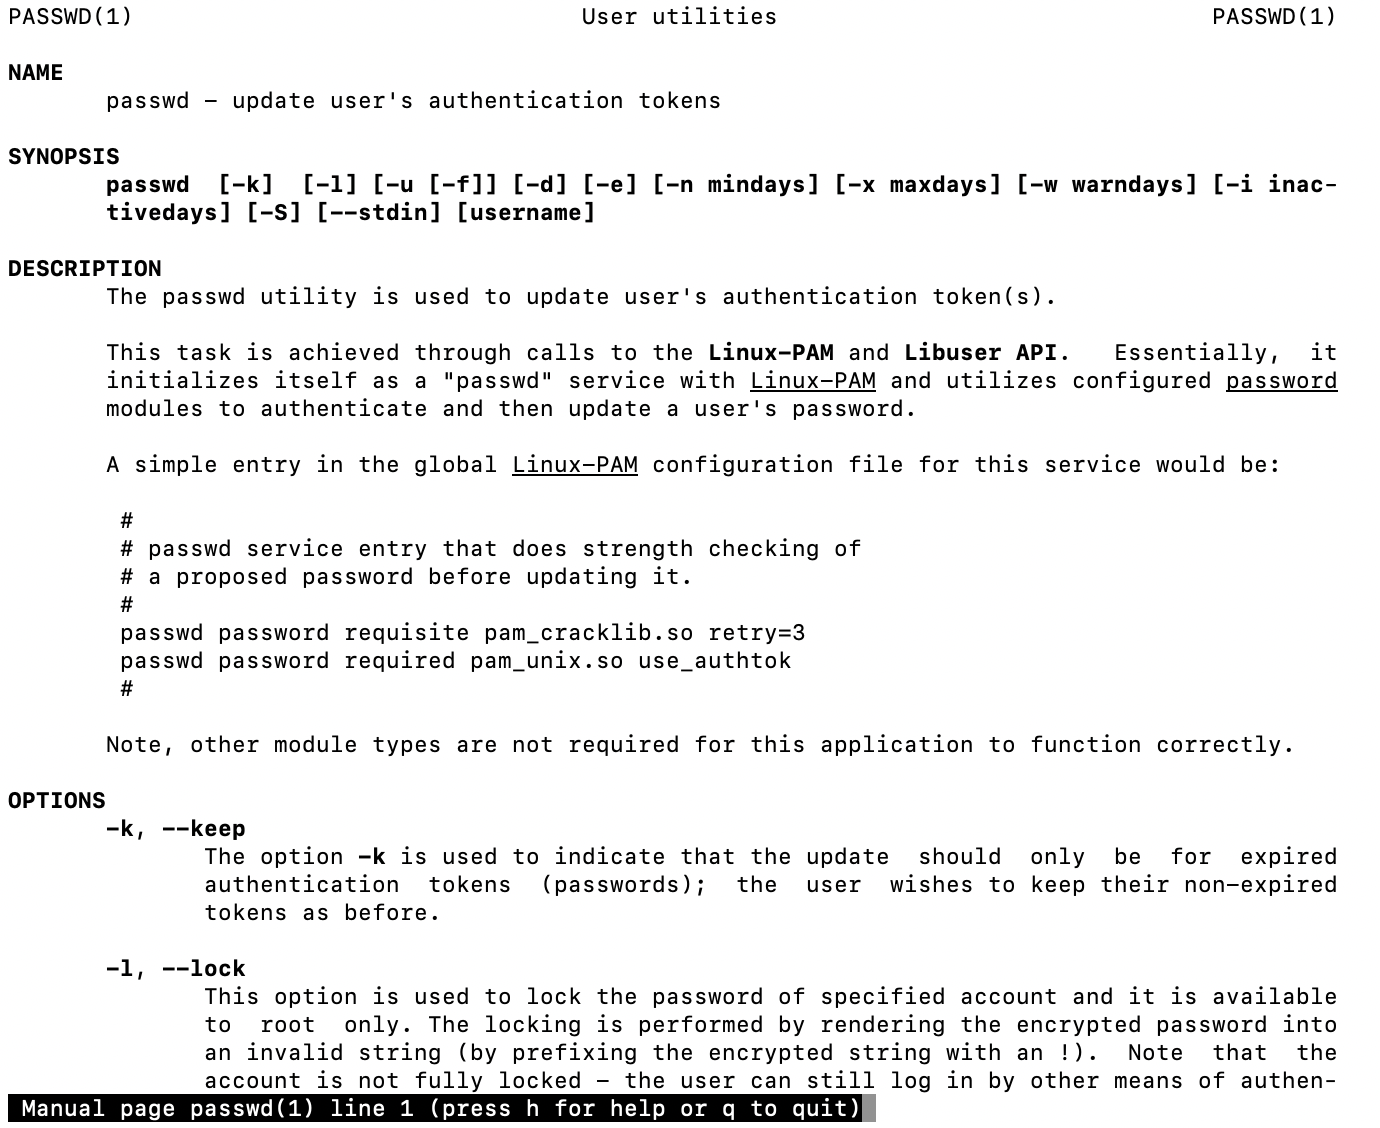 PASSWD(1) User utilities PASSWD(1)
NAME
passwd - update user's authentication tokens
SYNOPSIS
passwd [-k] [-l] [-u [-f]] [-d] [-e] [-n mindays] [-x maxdays] [-w warndays] [-i inac-
tivedays] [-S] [--stdin] [username]
DESCRIPTION
The passwd utility is used to update user's authentication token(s).
This task is achieved through calls to the Linux-PAM and Libuser API. Essentially, it
initializes itself as a "passwd" service with Linux-PAM and utilizes configured password
modules to authenticate and then update a user's password.
A simple entry in the global Linux-PAM configuration file for this service would be:
#
# passwd service entry that does strength checking of
# a proposed password before updating it.
#
passwd password requisite pam_cracklib.so retry=3
passwd password required pam_unix.so use_authtok
#
Note, other module types are not required for this application to function correctly.
OPTIONS
-k, --keep
The option -k is used to indicate that the update should only be for expired
authentication tokens (passwords); the user wishes to keep their non-expired
tokens as before.
-l, --lock
This option is used to lock the password of specified account and it is available
to root only. The locking is performed by rendering the encrypted password into
an invalid string (by prefixing the encrypted string with an !). Note that the
account is not fully locked - the user can still log in by other means of authen-
Manual page passwd(1) line 1 (press h for help or q to quit)